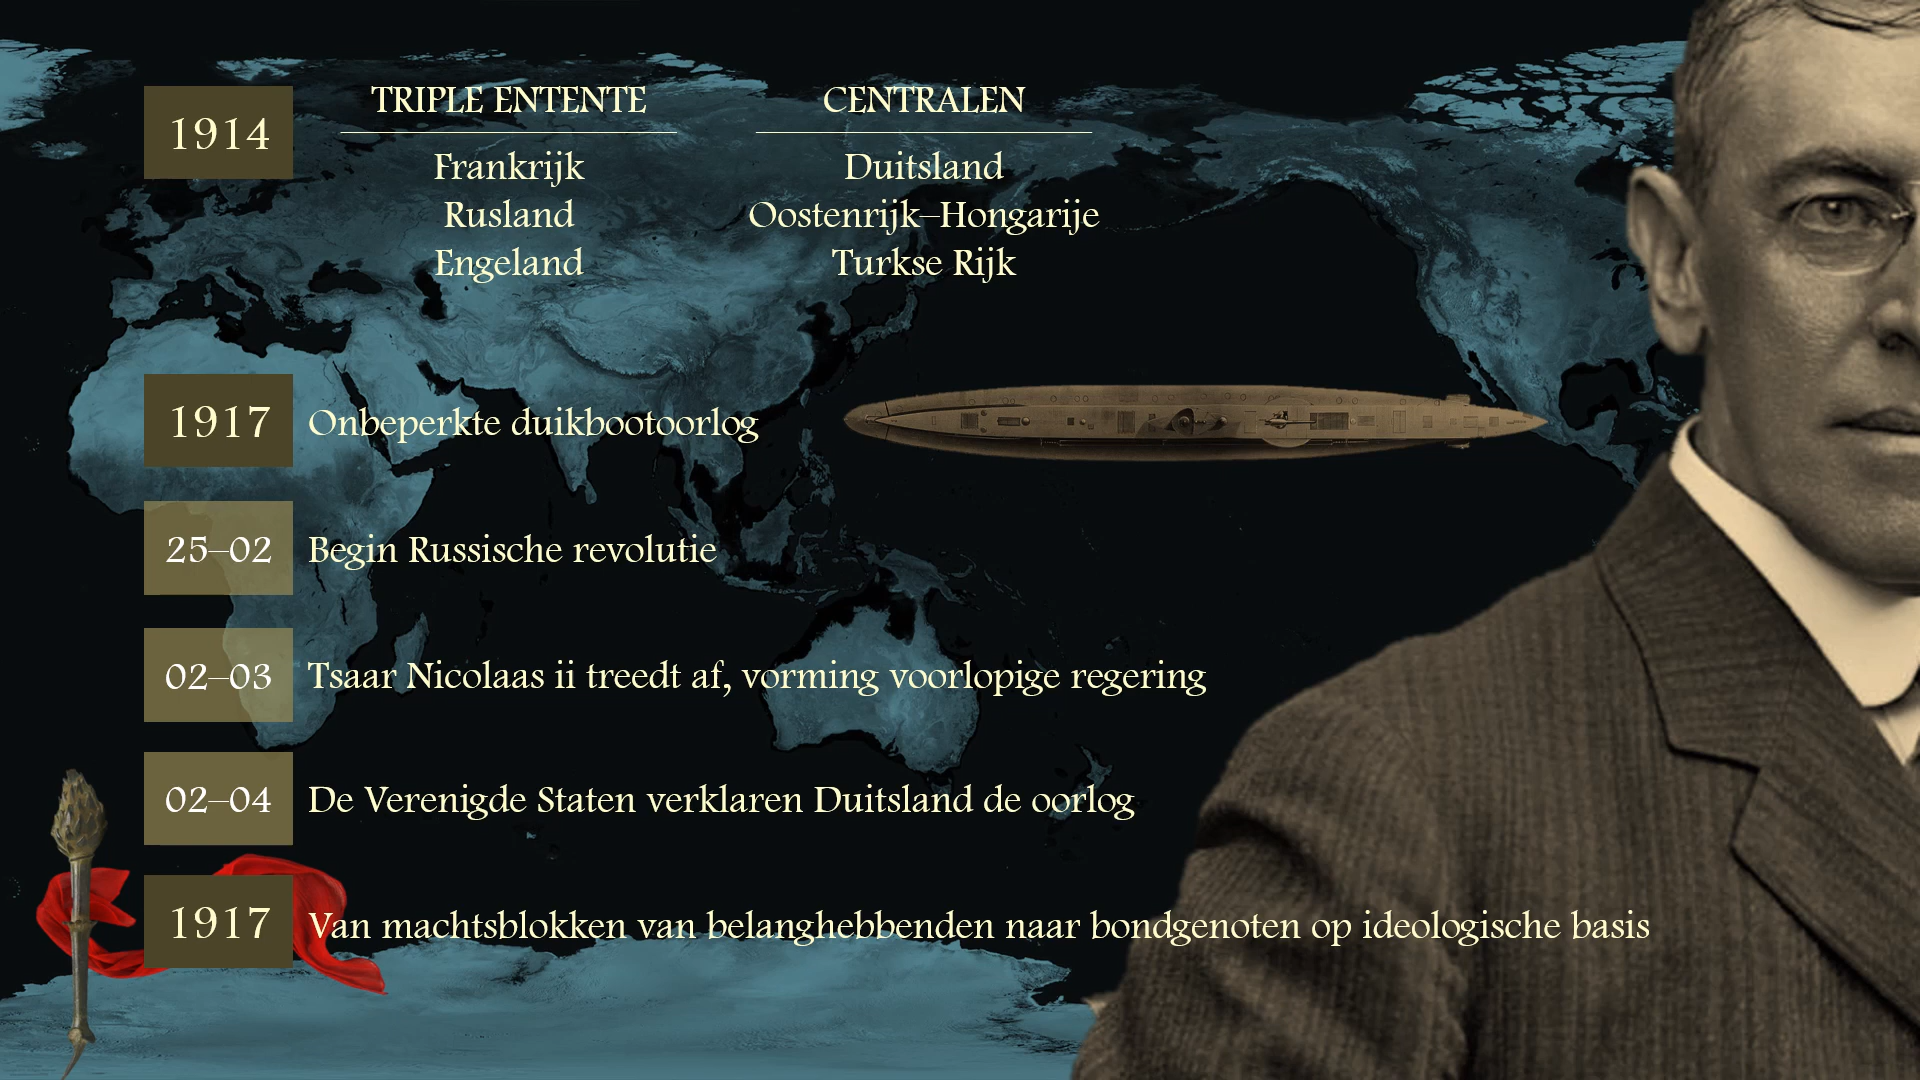 1914
TRIPLE ENTENTE
Frankrijk
Rusland
Engeland
CENTRALEN
Duitsland
Oostenrijk–Hongarije
Turkse Rijk
1917 Onbeperkte duikbootoorlog
25–02 Begin Russische revolutie
02–03 Tsaar Nicolaas ii treedt af, vorming voorlopige regering
02–04 De Verenigde Staten verklaren Duitsland de oorlog
1917 Van machtsblokken van belanghebbenden naar bondgenoten op ideologische basis